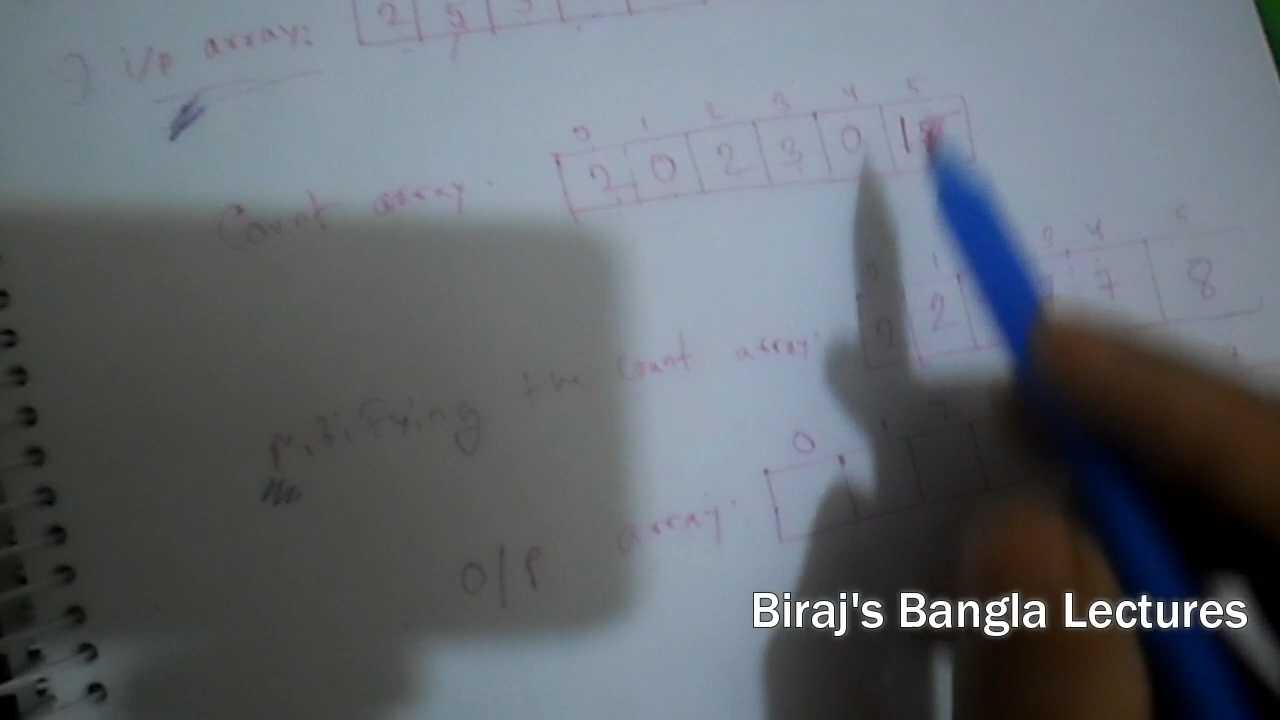 i/p array: 2 5 3
0 1 2 3 4 5
Count array. 2 0 2 3 0 1
1 4 5
Modifying the count array: 2 2 7 8
0
O/P array.
Biraj's Bangla Lectures